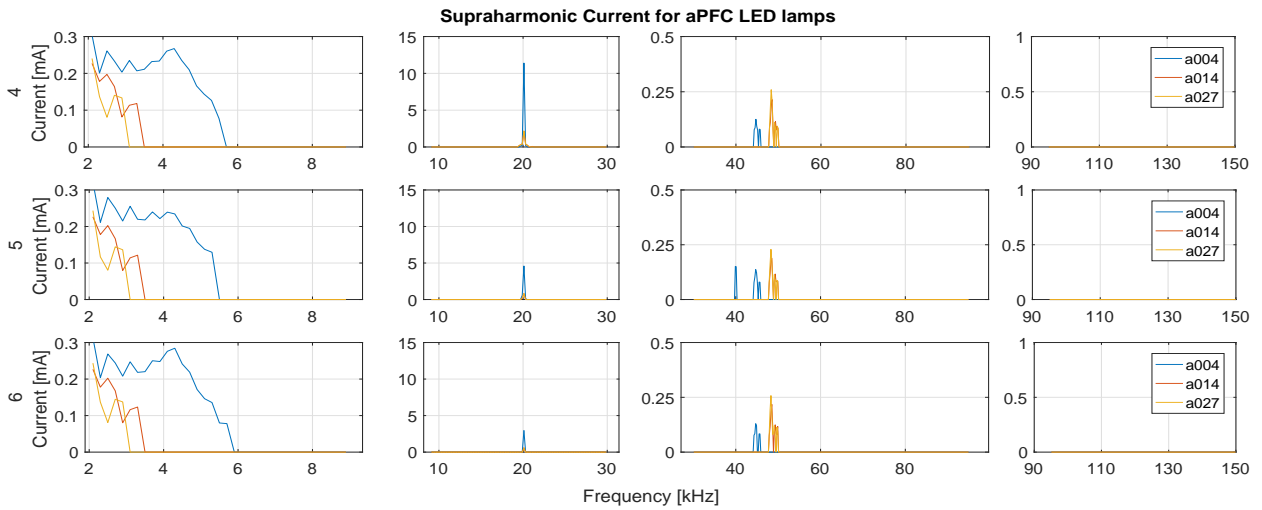 Supraharmonic Current for aPFC LED lamps
4
Current [mA]
0.3
0.2
0.1
0
2 4 6 8
15
10
5
0
10 20 30
0.5
0.25
0
40 60 80
1
0.5
0
90 110 130 150
a004
a014
a027
5
Current [mA]
0.3
0.2
0.1
0
2 4 6 8
15
10
5
0
10 20 30
0.5
0.25
0
40 60 80
1
0.5
0
90 110 130 150
a004
a014
a027
6
Current [mA]
0.3
0.2
0.1
0
2 4 6 8
15
10
5
0
10 20 30
0.5
0.25
0
40 60 80
1
0.5
0
90 110 130 150
a004
a014
a027
Frequency [kHz]